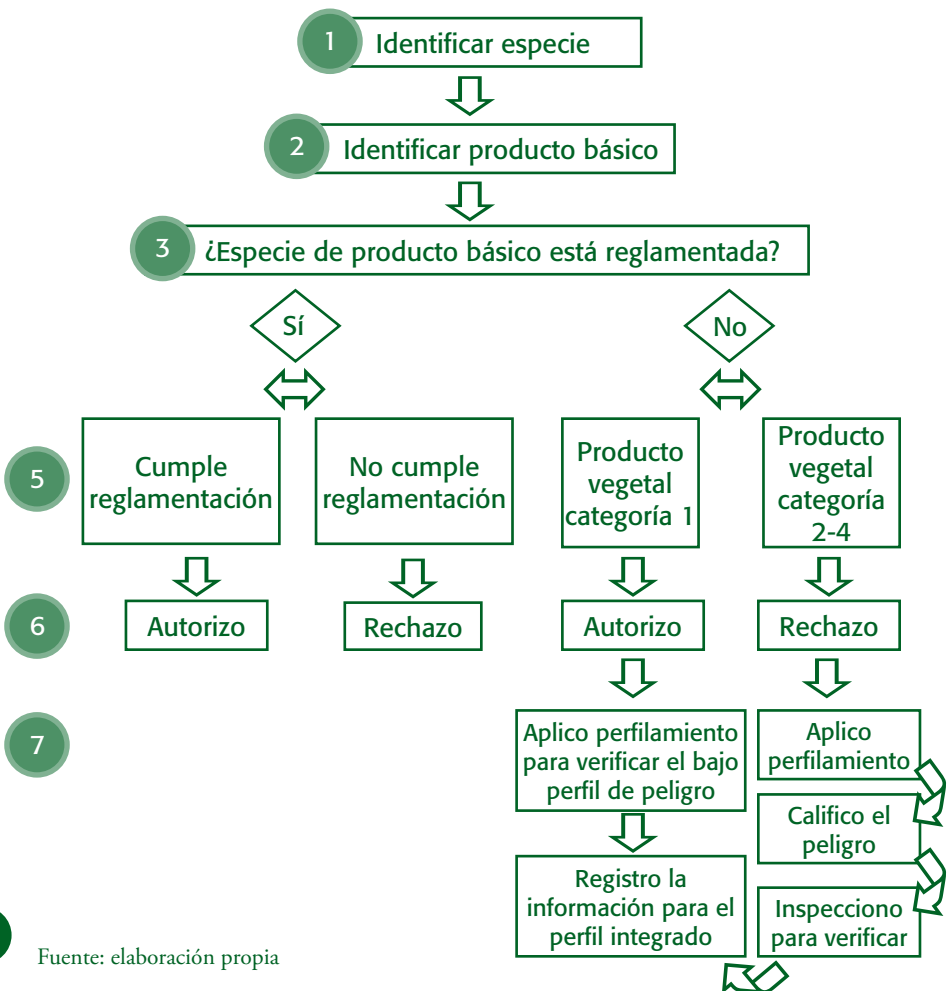 1 Identificar especie
2 Identificar producto básico
3 ¿Especie de producto básico está reglamentada?
Sí
No
5
Cumple
reglamentación
No cumple
reglamentación
Producto
vegetal
categoría 1
Producto
vegetal
categoría
2-4
6
Autorizo
Rechazo
Autorizo
Rechazo
7
Aplico perfilamiento
para verificar el bajo
perfil de peligro
Registro la
información para el
perfil integrado
Aplico
perfilamiento
Califico el
peligro
Inspecciono
para verificar
Fuente: elaboración propia